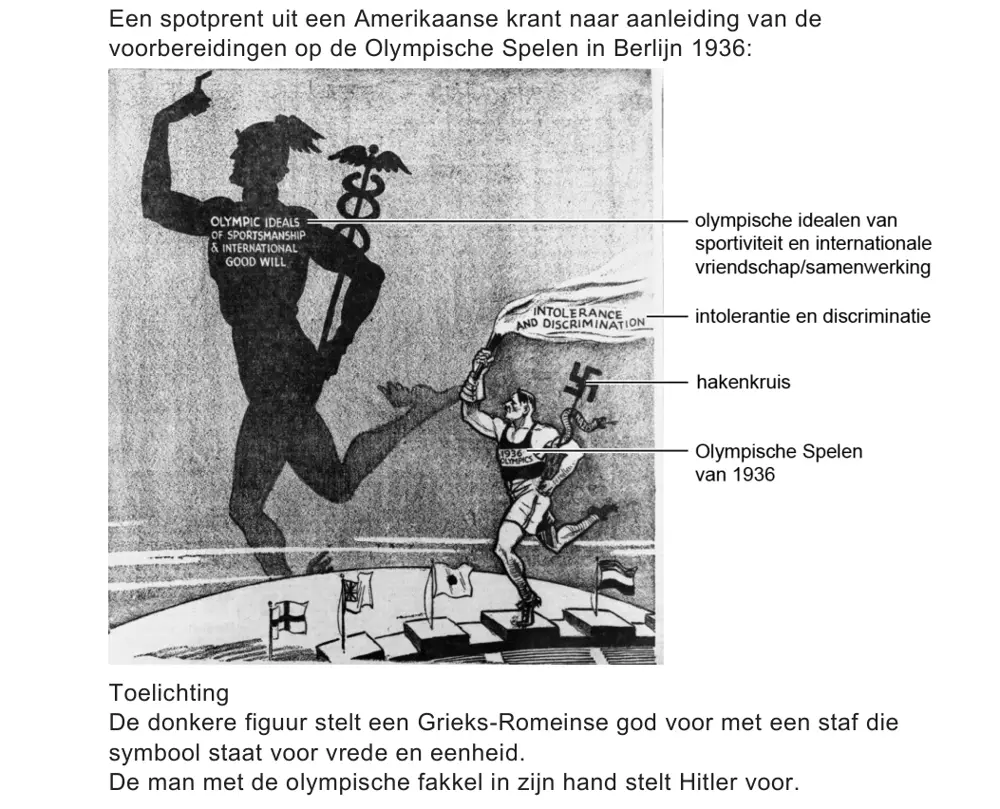 Een spotprent uit een Amerikaanse krant naar aanleiding van de
voorbereidingen op de Olympische Spelen in Berlijn 1936:
OLYMPIC IDEALS
OF SPORTSMANSHIP
& INTERNATIONAL
GOOD WILL
olympische idealen van
sportiviteit en internationale
vriendschap/samenwerking
INTOLERANCE
AND DISCRIMINATION
intolerantie en discriminatie
hakenkruis
1936
OLYMPICS
Olympische Spelen
van 1936
Toelichting
De donkere figuur stelt een Grieks-Romeinse god voor met een staf die
symbool staat voor vrede en eenheid.
De man met de olympische fakkel in zijn hand stelt Hitler voor.